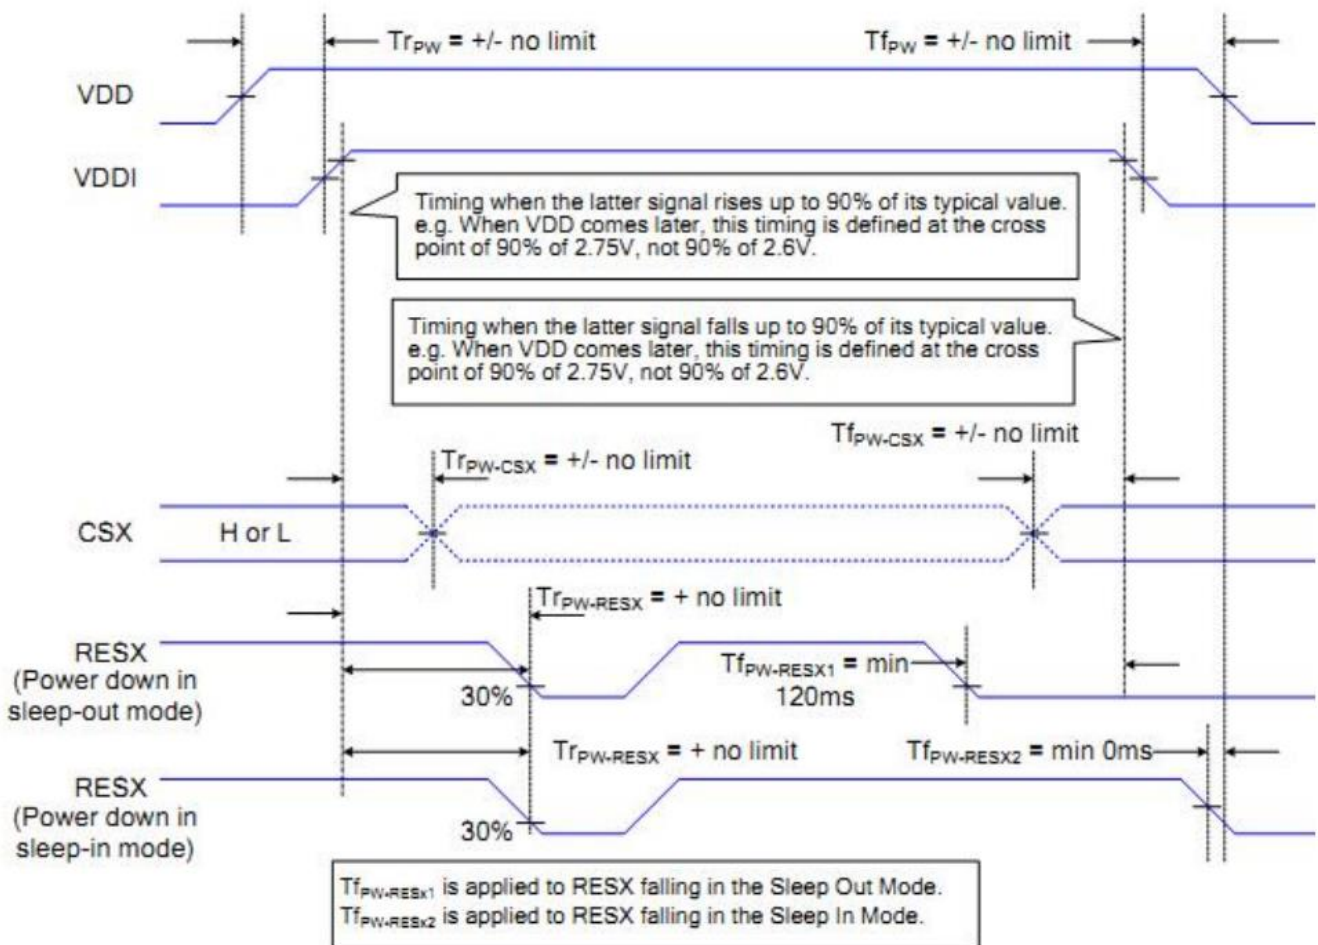 Tr_PW = +/- no limit
Tf_PW = +/- no limit
VDD
VDDI
Timing when the latter signal rises up to 90% of its typical value.
e.g. When VDD comes later, this timing is defined at the cross
point of 90% of 2.75V, not 90% of 2.6V.
Timing when the latter signal falls up to 90% of its typical value.
e.g. When VDD comes later, this timing is defined at the cross
point of 90% of 2.75V, not 90% of 2.6V.
Tf_PW-CSX = +/- no limit
Tr_PW-CSX = +/- no limit
CSX
H or L
Tr_PW-RESX = + no limit
RESX
(Power down in
sleep-out mode)
30%
Tf_PW-RESX1 = min
120ms
Tr_PW-RESX = + no limit
Tf_PW-RESX2 = min 0ms
RESX
(Power down in
sleep-in mode)
30%
Tf_PW-RESx1 is applied to RESX falling in the Sleep Out Mode.
Tf_PW-RESx2 is applied to RESX falling in the Sleep In Mode.